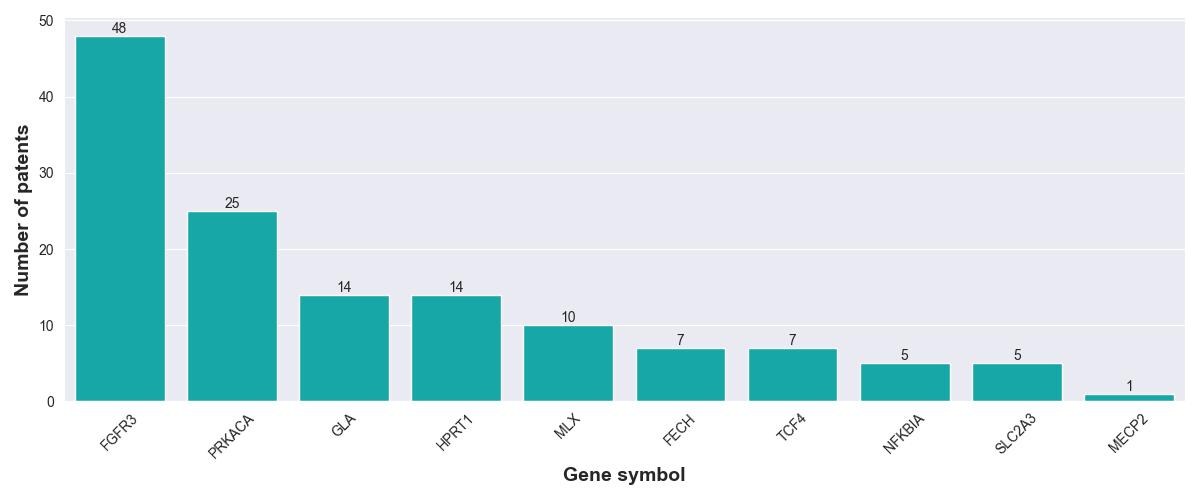 Number of patents
50
40
30
20
10
0
48
25
14
14
10
7
7
5
5
1
FGFR3
PRKACA
GLA
HPRT1
MLX
FECH
TCF4
NFKBIA
SLC2A3
MECP2
Gene symbol